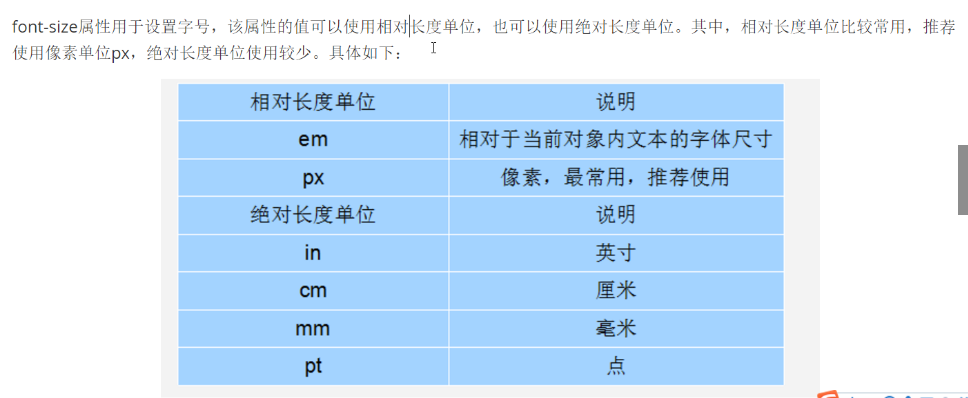 font-size属性用于设置字号，该属性的值可以使用相对长度单位，也可以使用绝对长度单位。其中，相对长度单位比较常用，推荐
使用像素单位px，绝对长度单位使用较少。具体如下：
相对长度单位 说明
em 相对于当前对象内文本的字体尺寸
px 像素，最常用，推荐使用
绝对长度单位 说明
in 英寸
cm 厘米
mm 毫米
pt 点